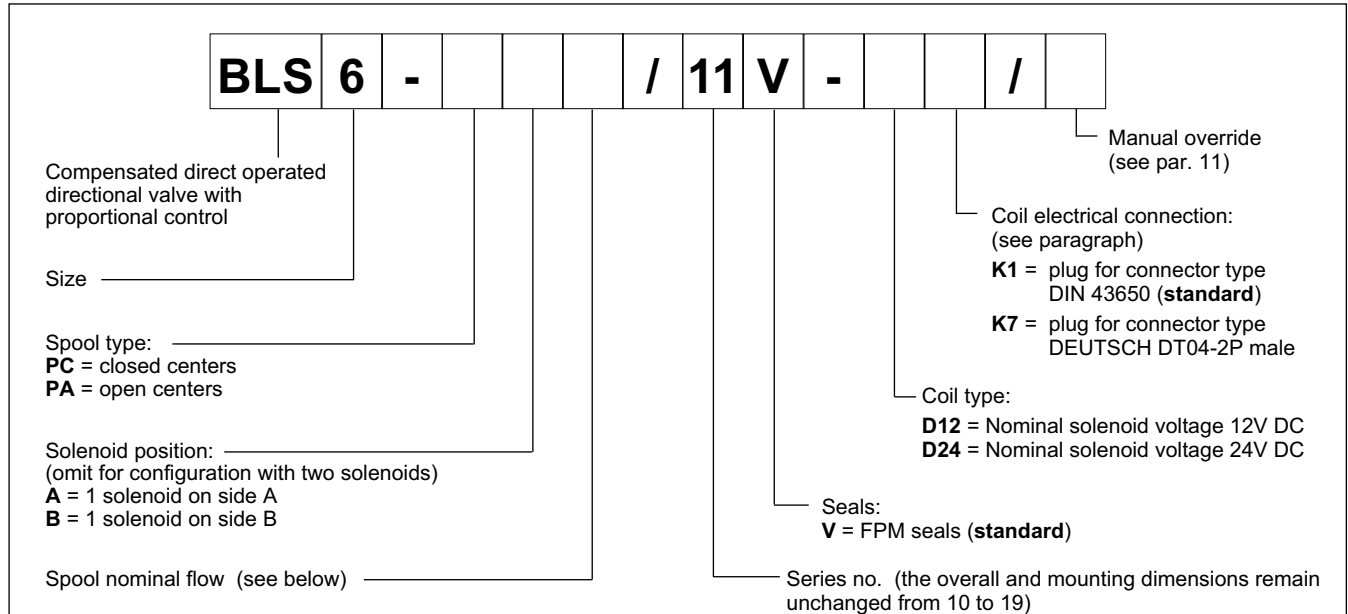 BLS 6 - / 11 V - /
Compensated direct operated
directional valve with
proportional control
Size
Spool type:
PC = closed centers
PA = open centers
Solenoid position:
(omit for configuration with two solenoids)
A = 1 solenoid on side A
B = 1 solenoid on side B
Spool nominal flow (see below)
Manual override
(see par. 11)
Coil electrical connection:
(see paragraph)
K1 = plug for connector type
DIN 43650 (standard)
K7 = plug for connector type
DEUTSCH DT04-2P male
Coil type:
D12 = Nominal solenoid voltage 12V DC
D24 = Nominal solenoid voltage 24V DC
Seals:
V = FPM seals (standard)
Series no. (the overall and mounting dimensions remain
unchanged from 10 to 19)